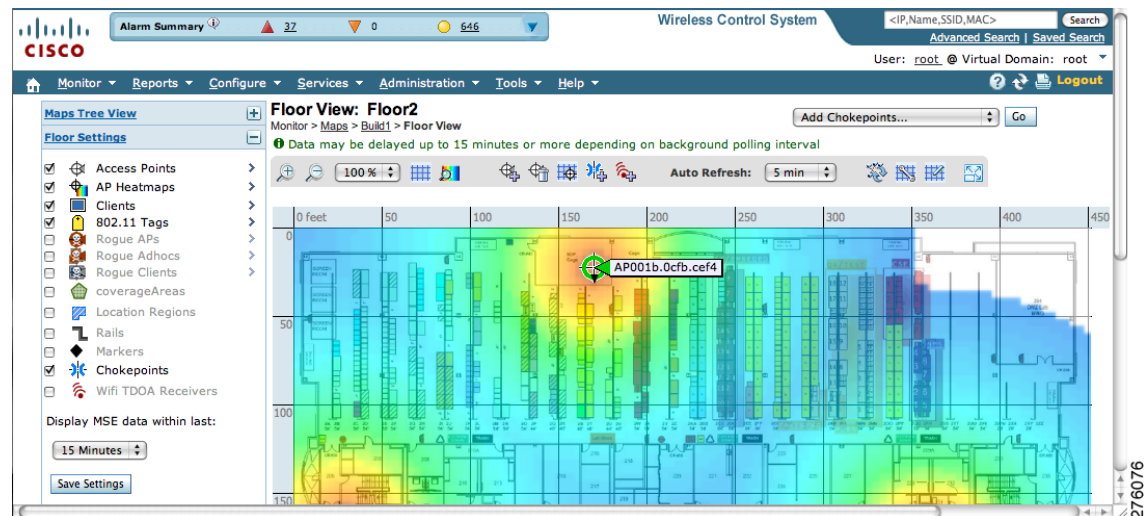 Alarm Summary 37 0 646
Wireless Control System
<IP,Name,SSID,MAC> Search
Advanced Search | Saved Search
CISCO
User: root @ Virtual Domain: root
Monitor Reports Configure Services Administration Tools Help Logout
Maps Tree View
Floor Settings
Access Points
AP Heatmaps
Clients
802.11 Tags
Rogue APs
Rogue Adhocs
Rogue Clients
coverageAreas
Location Regions
Rails
Markers
Chokepoints
Wifi TDOA Receivers
Display MSE data within last:
15 Minutes
Save Settings
Floor View: Floor2
Monitor > Maps > Build1 > Floor View
Add Chokepoints... Go
Data may be delayed up to 15 minutes or more depending on background polling interval
100 % Auto Refresh: 5 min
0 feet 50 100 150 200 250 300 350 400 450
0
50
100
150
AP001b.0cfb.cef4
276076